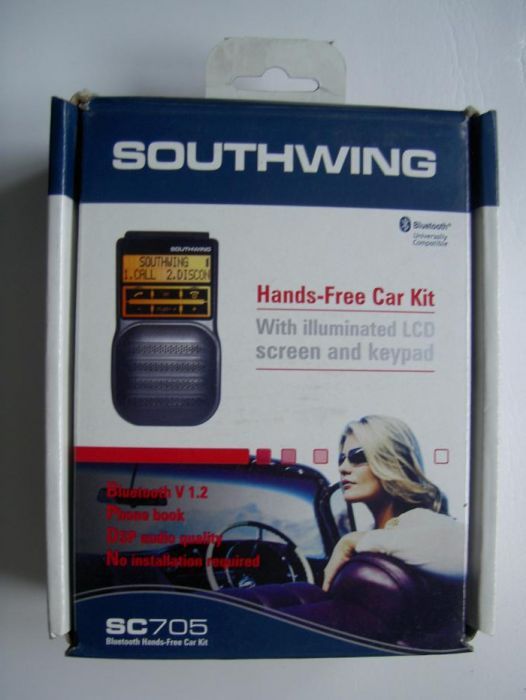 SOUTHWING
Bluetooth®
Universally
Compatible
SOUTHWING
SOUTHWING
1.CALL 2.DISCON
Hands-Free Car Kit
With illuminated LCD
screen and keypad
Bluetooth V 1.2
Phone book
DSP audio quality
No installation required
SC705
Bluetooth Hands-Free Car Kit